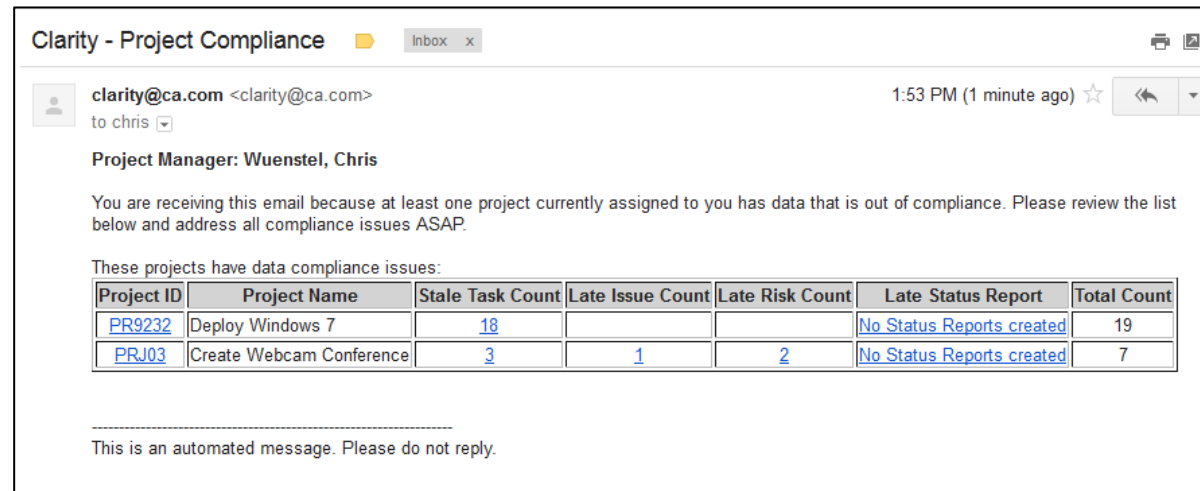 Clarity - Project Compliance Inbox x
clarity@ca.com <clarity@ca.com> 1:53 PM (1 minute ago)
to chris
Project Manager: Wuenstel, Chris
You are receiving this email because at least one project currently assigned to you has data that is out of compliance. Please review the list
below and address all compliance issues ASAP.
These projects have data compliance issues:
Project ID Project Name Stale Task Count Late Issue Count Late Risk Count Late Status Report Total Count
PR9232 Deploy Windows 7 18 No Status Reports created 19
PRJ03 Create Webcam Conference 3 1 2 No Status Reports created 7
--------------------------------------------------------------------
This is an automated message. Please do not reply.